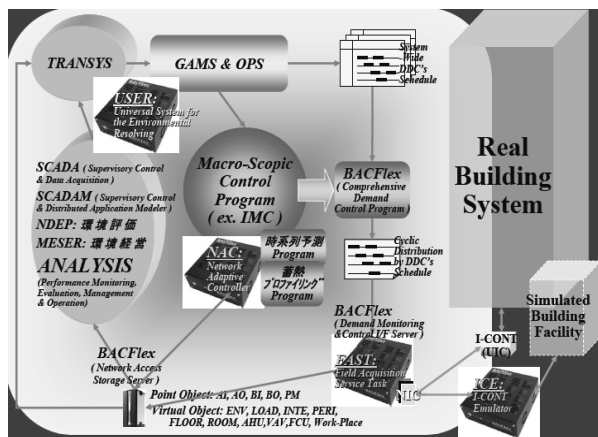 TRANSYS
GAMS & OPS
System
Wide
DDC's
Schedule
USER:
Universal System for
the Environmental
Resolving
SCADA ( Supervisory Control
& Data Acquisition )
SCADAM ( Supervisory Control
& Distributed Application Modeler )
NDEP: 環境評価
MESER: 環境経営
ANALYSIS
(Performance Monitoring,
Evaluation, Management
& Operation)
Macro-Scopic
Control
Program
( ex. IMC )
BACFlex
( Comprehensive
Demand
Control Program )
時系列予測
Program
蓄熱
プロファイリング
Program
NAC:
Network
Adaptive
Controller
Cyclic
Distribution
by DDC's
Schedule
BACFlex
( Demand Monitoring
&Control I/F Server )
FAST:
Field Acquisition
Service Task
BACFlex
( Network Access
Storage Server )
Point Object: AI, AO, BI, BO, PM
Virtual Object: ENV, LOAD, INTE, PERI,
FLOOR, ROOM, AHU,VAV,FCU, Work-Place
Real
Building
System
Simulated
Building
Facility
I-CONT
(UIC)
NIC
ICE:
I-CONT
Emulator